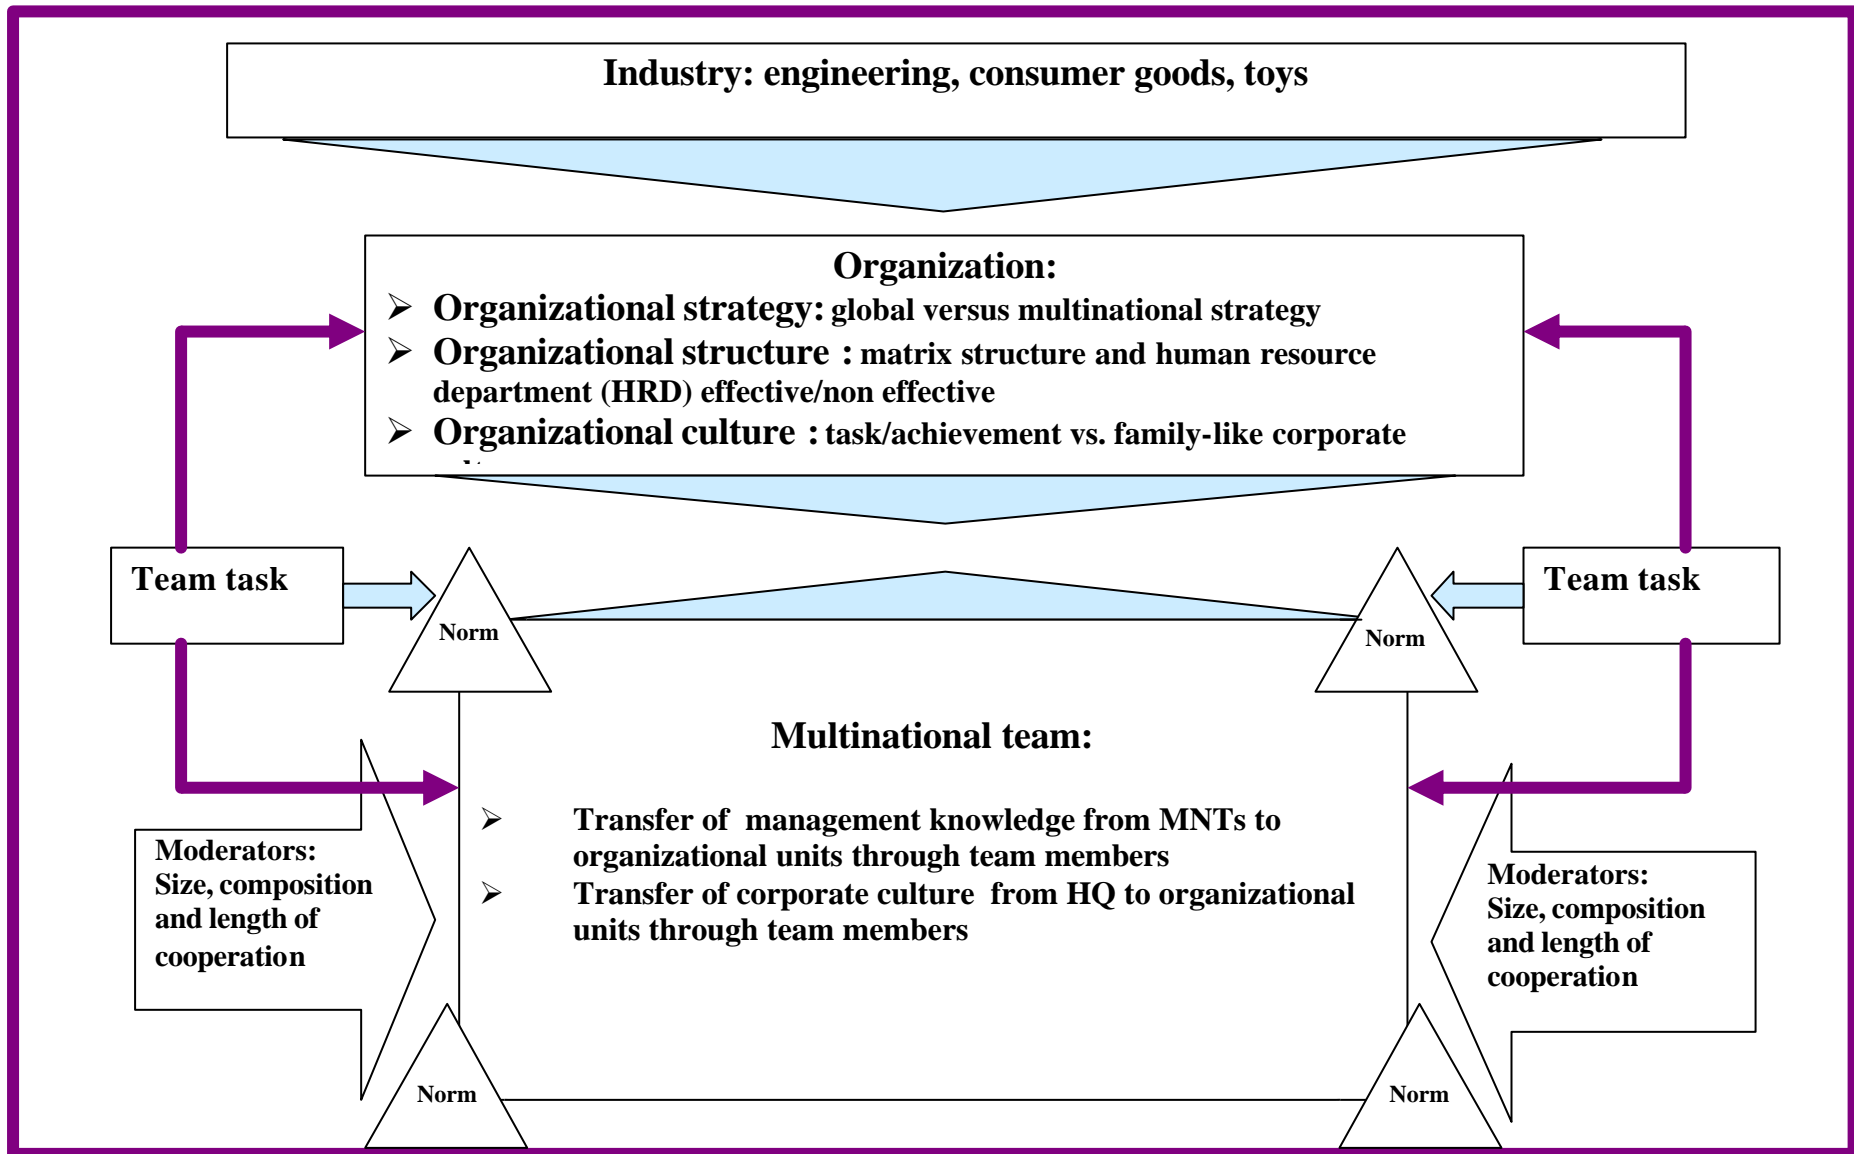 Industry: engineering, consumer goods, toys
Organization:
➢ Organizational strategy: global versus multinational strategy
➢ Organizational structure : matrix structure and human resource
department (HRD) effective/non effective
➢ Organizational culture : task/achievement vs. family-like corporate
Team task
Norm
Norm
Team task
Multinational team:
➢ Transfer of management knowledge from MNTs to
organizational units through team members
➢ Transfer of corporate culture from HQ to organizational
units through team members
Moderators:
Size, composition
and length of
cooperation
Moderators:
Size, composition
and length of
cooperation
Norm
Norm